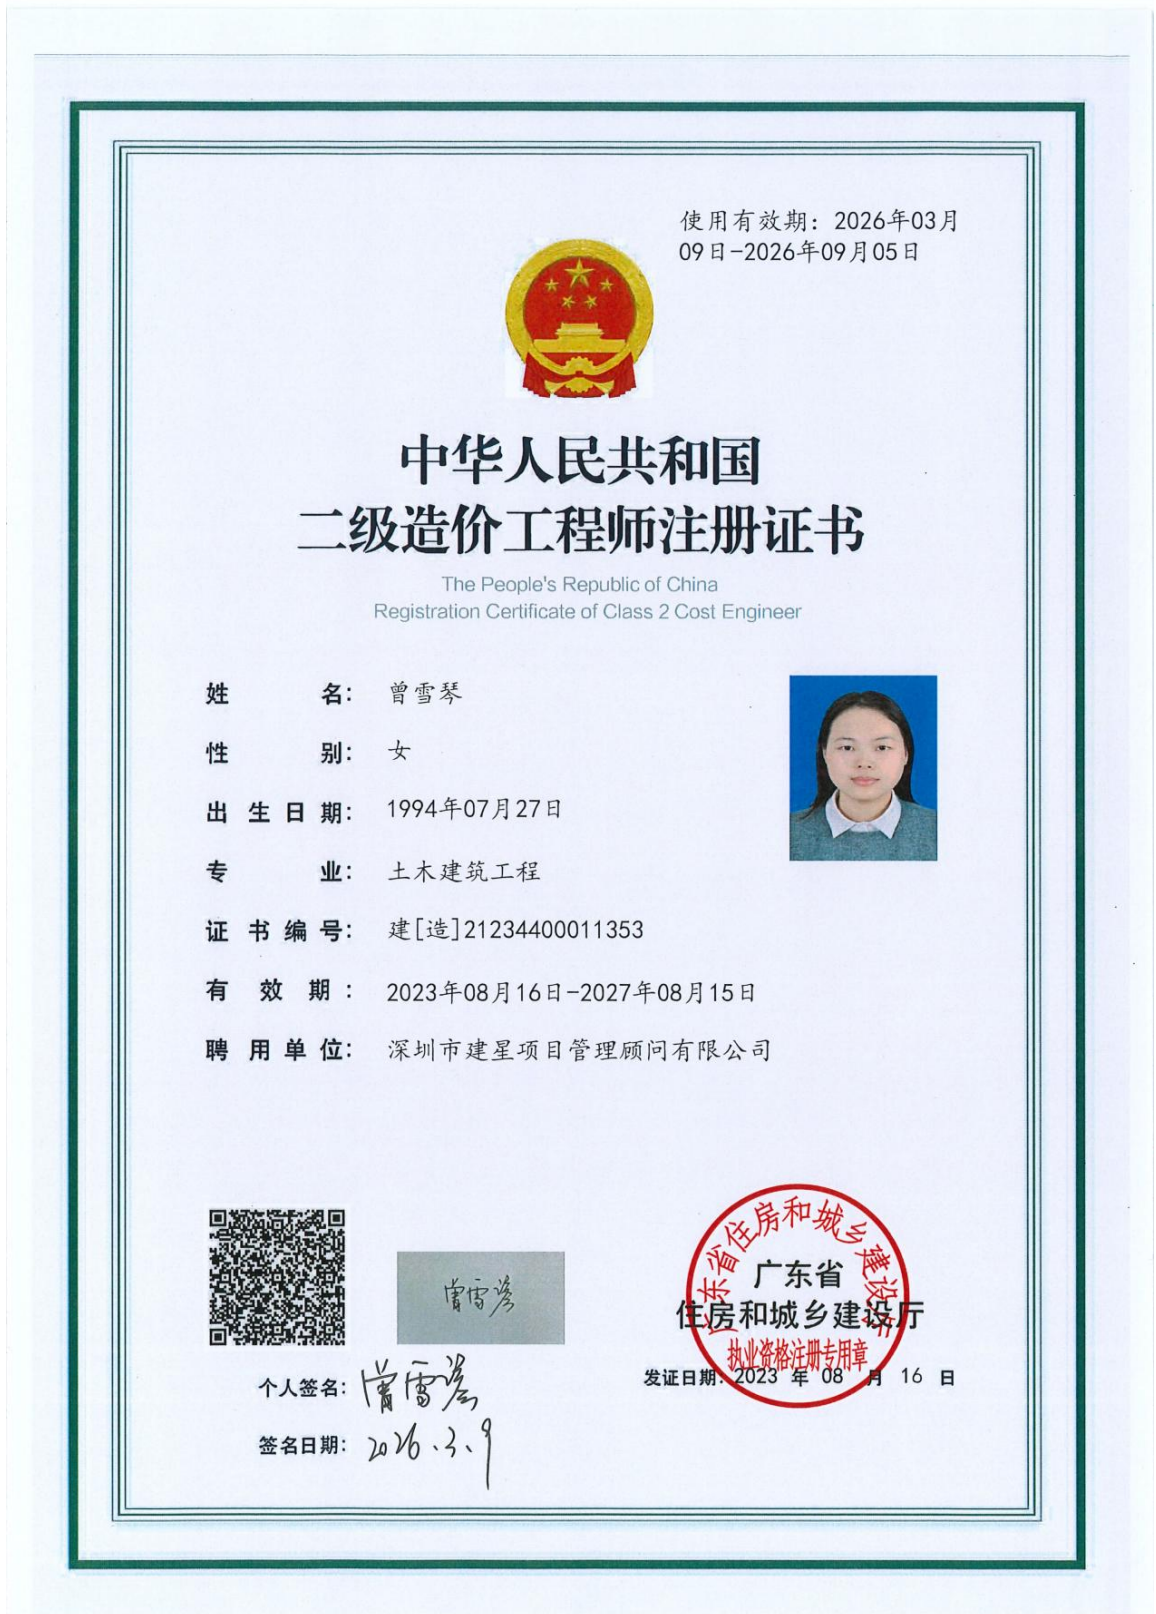 使用有效期：2026年03月
09日-2026年09月05日
中华人民共和国
二级造价工程师注册证书
The People's Republic of China
Registration Certificate of Class 2 Cost Engineer
姓名：曾雪琴
性别：女
出生日期：1994年07月27日
专业：土木建筑工程
证书编号：建[造]21234400011353
有效期：2023年08月16日-2027年08月15日
聘用单位：深圳市建星项目管理顾问有限公司
曾雪琴
广东省住房和城乡建设厅
广东省
住房和城乡建设厅
执业资格注册专用章
个人签名：曾雪琴
发证日期：2023年08月16日
签名日期：2026.3.9